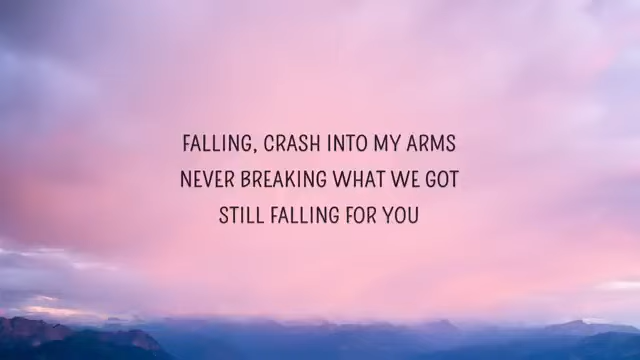 FALLING, CRASH INTO MY ARMS
NEVER BREAKING WHAT WE GOT
STILL FALLING FOR YOU